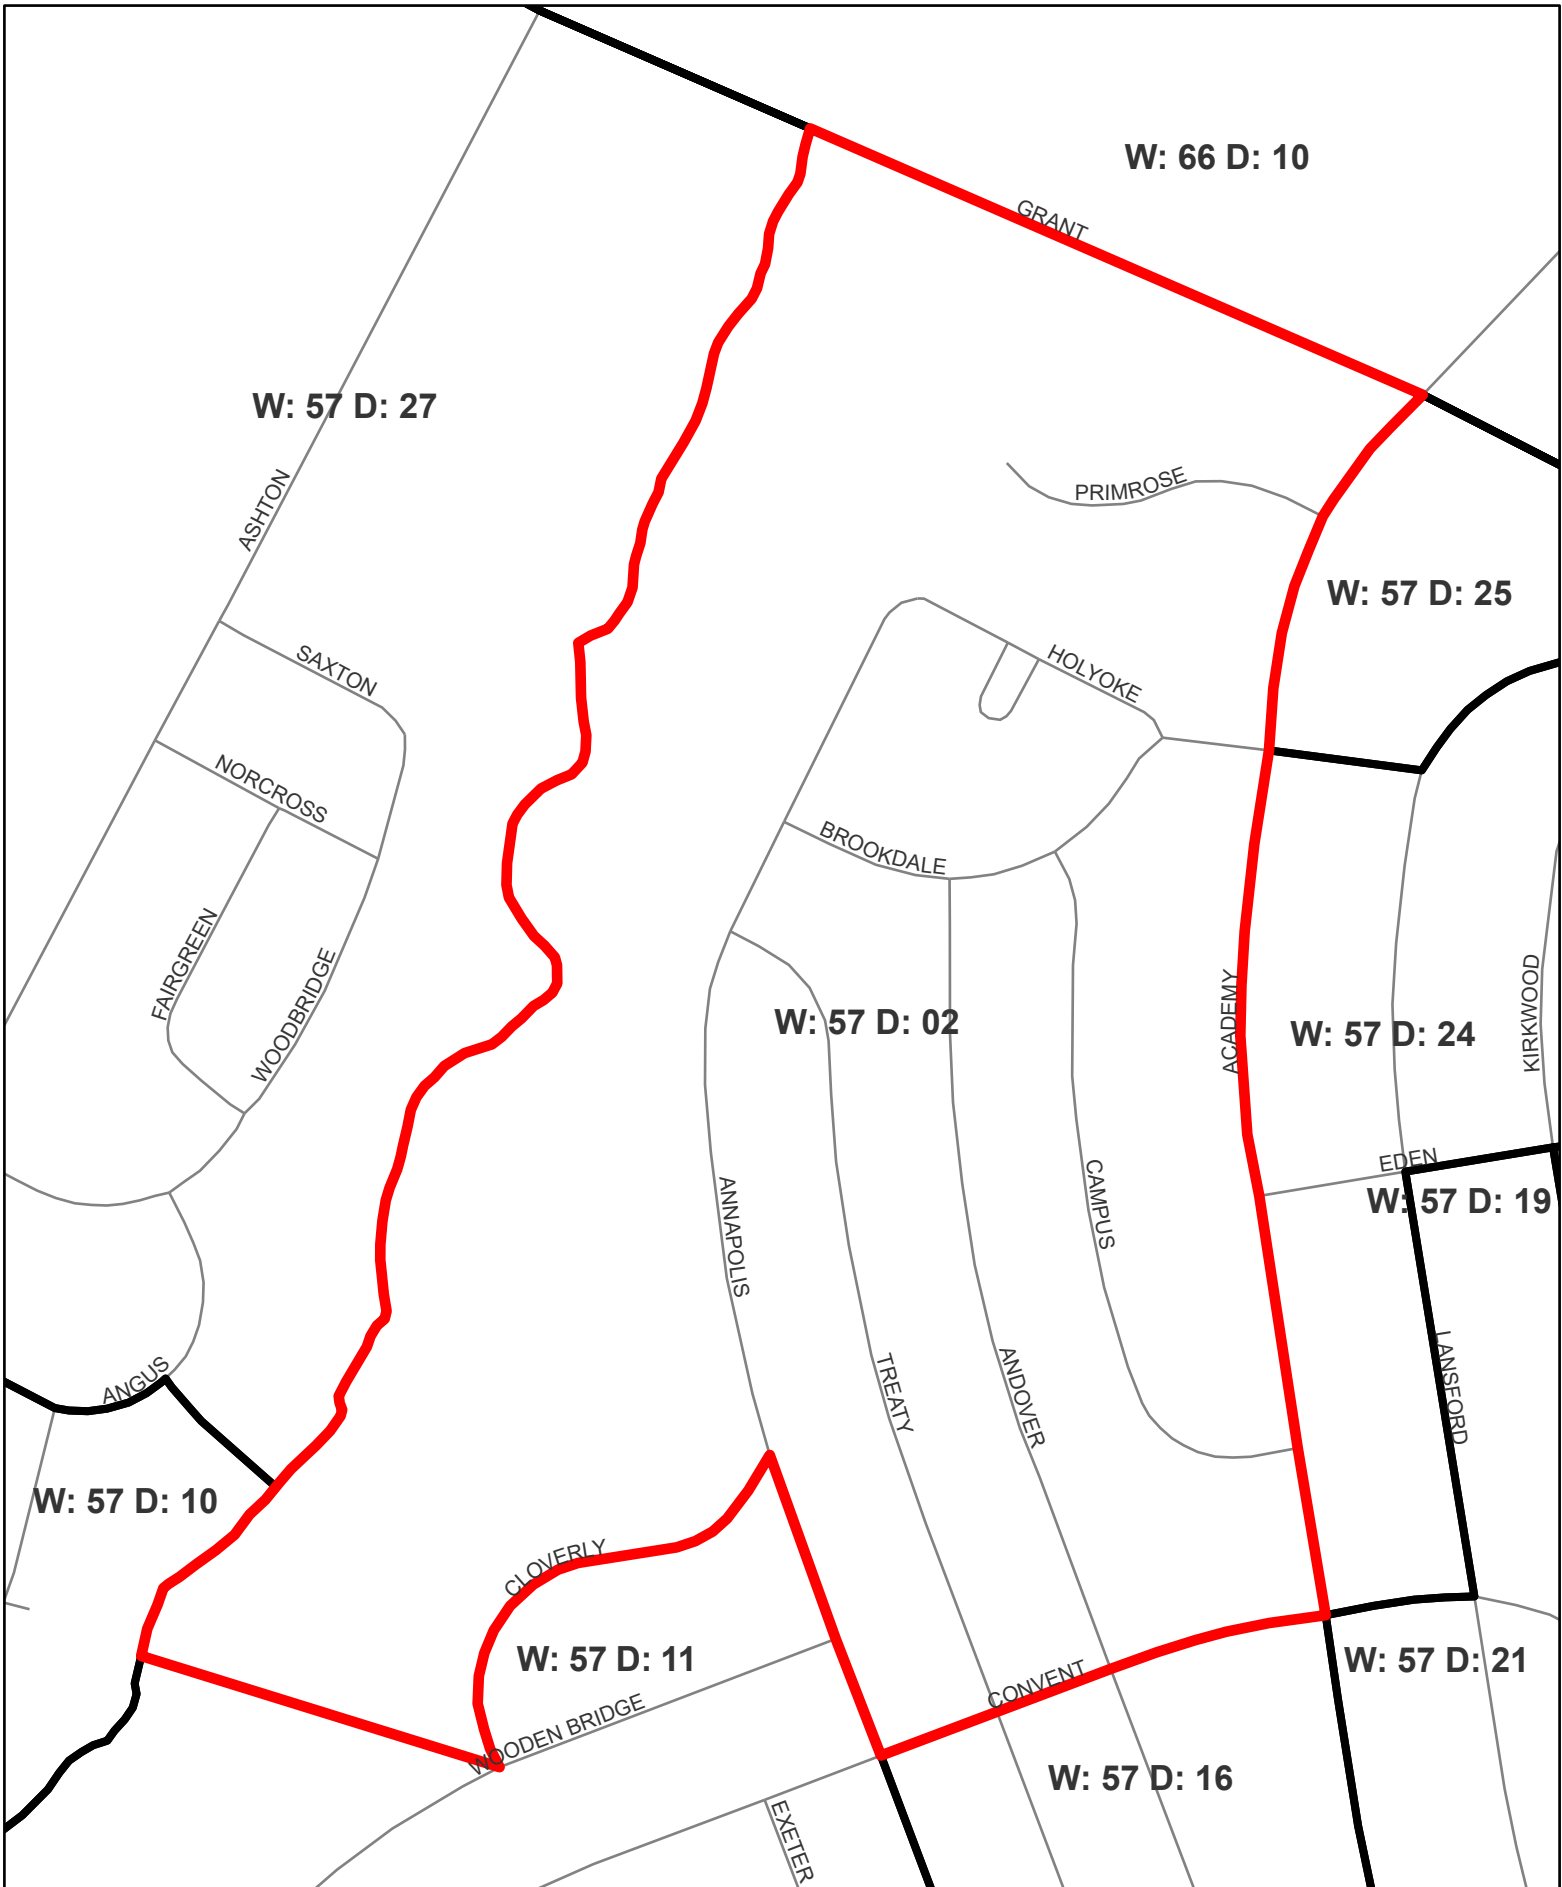 W: 66 D: 10
GRANT
W: 57 D: 27
ASHTON
PRIMROSE
W: 57 D: 25
SAXTON
HOLYOKE
NORCROSS
BROOKDALE
FAIRGREEN
WOODBRIDGE
W: 57 D: 02
ACADEMY
W: 57 D: 24
KIRKWOOD
EDEN
W: 57 D: 19
ANNAPOLIS
CAMPUS
ANGUS
TREATY
ANDOVER
LANSFORD
W: 57 D: 10
CLOVERLY
W: 57 D: 11
WOODEN BRIDGE
CONVENT
W: 57 D: 21
W: 57 D: 16
EXETER